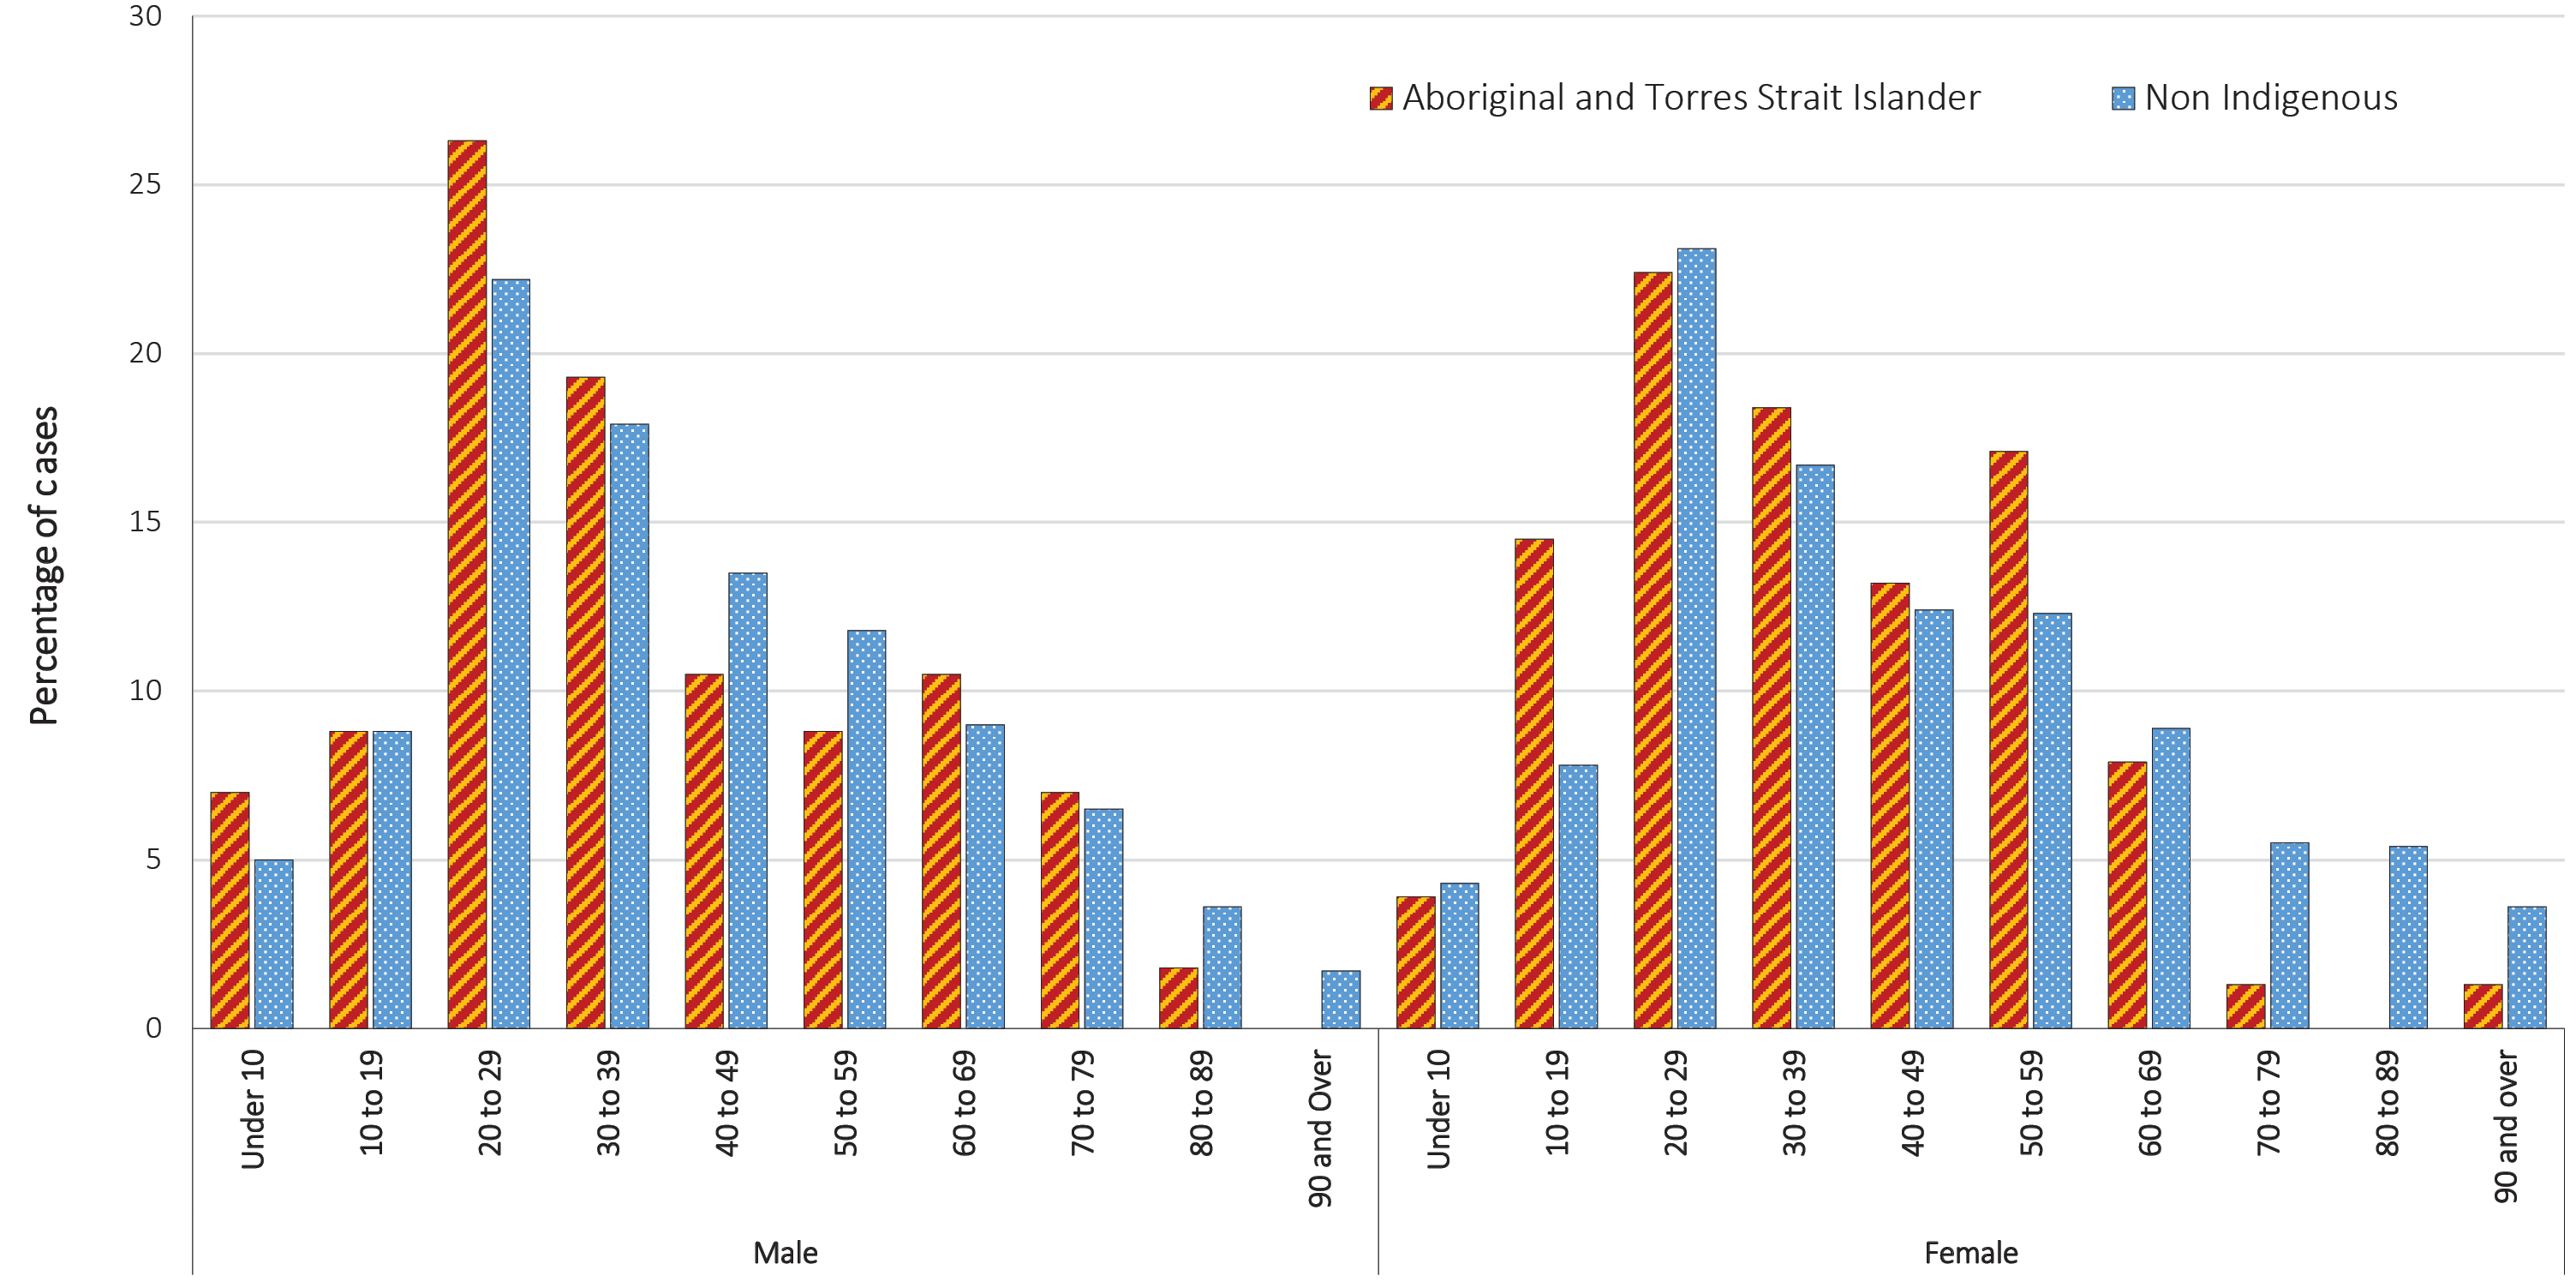 30
25
20
15
10
5
0
Percentage of cases
Aboriginal and Torres Strait Islander
Non Indigenous
Under 10
10 to 19
20 to 29
30 to 39
40 to 49
50 to 59
60 to 69
70 to 79
80 to 89
90 and Over
Under 10
10 to 19
20 to 29
30 to 39
40 to 49
50 to 59
60 to 69
70 to 79
80 to 89
90 and over
Male
Female